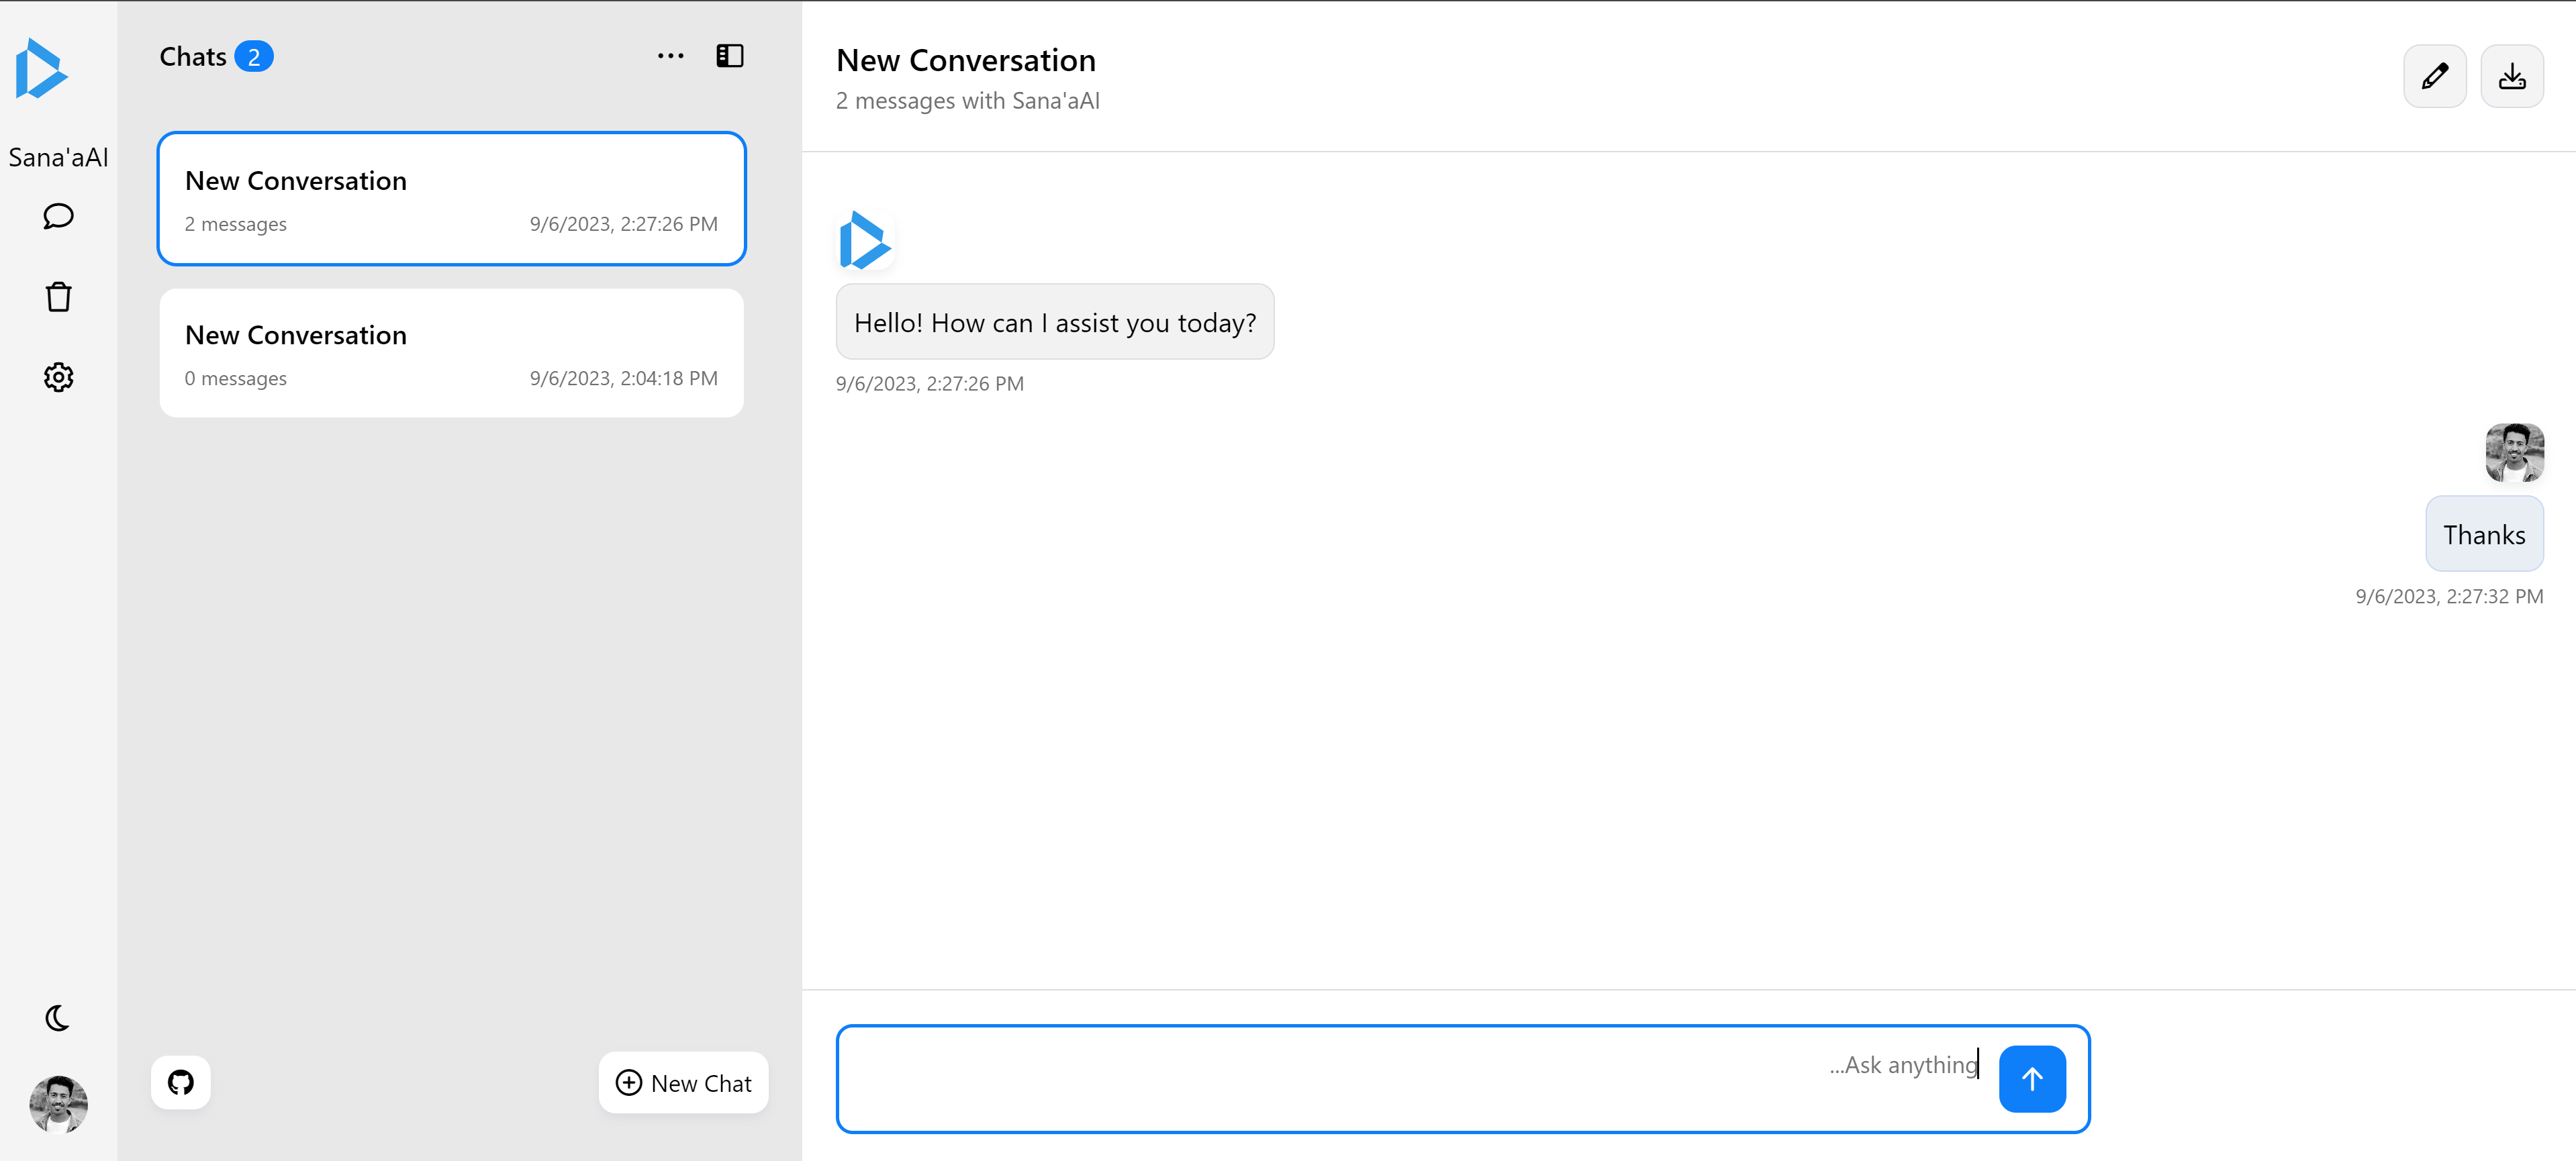 Sana'aAI
Chats 2
New Conversation
2 messages 9/6/2023, 2:27:26 PM
New Conversation
0 messages 9/6/2023, 2:04:18 PM
New Chat
New Conversation
2 messages with Sana'aAI
Hello! How can I assist you today?
9/6/2023, 2:27:26 PM
Thanks
9/6/2023, 2:27:32 PM
...Ask anything